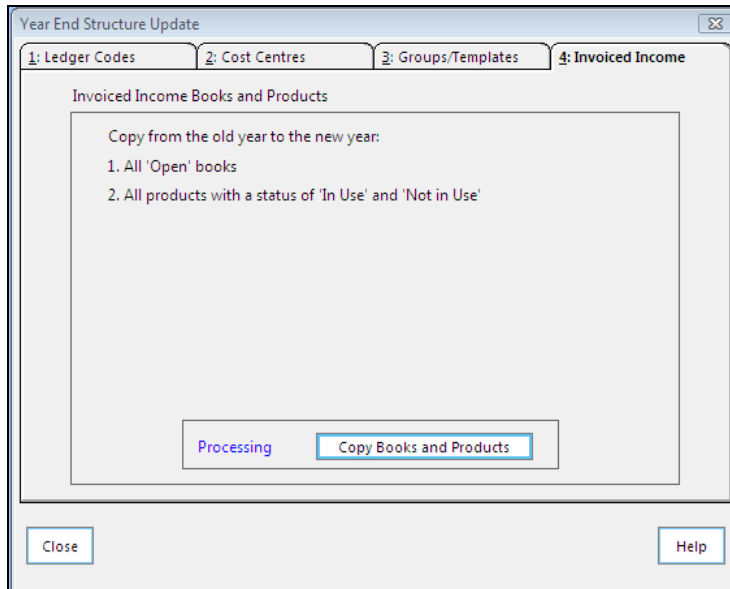 Year End Structure Update
1: Ledger Codes 2: Cost Centres 3: Groups/Templates 4: Invoiced Income
Invoiced Income Books and Products
Copy from the old year to the new year:
1. All 'Open' books
2. All products with a status of 'In Use' and 'Not in Use'
Processing Copy Books and Products
Close Help